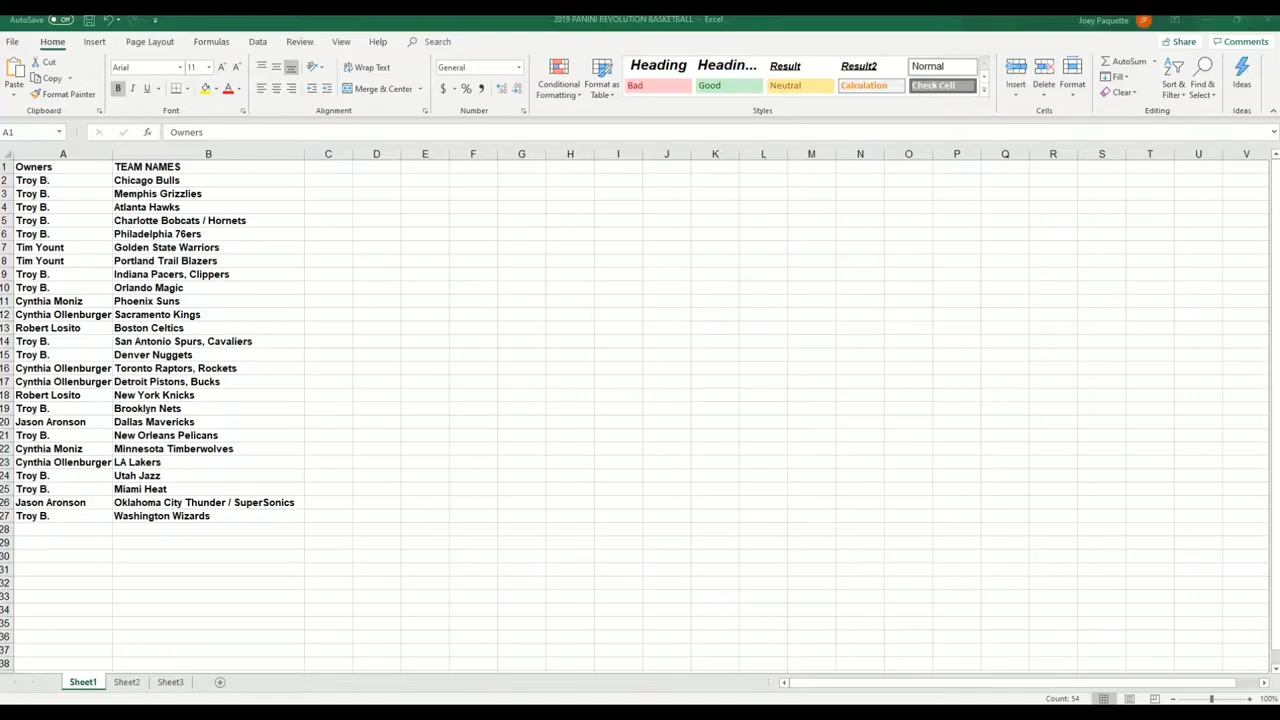 AutoSave Off 2019 PANINI REVOLUTION BASKETBALL - Excel Joey Paquette JP
File Home Insert Page Layout Formulas Data Review View Help Search Share Comments
Cut
Copy
Format Painter
Paste
Clipboard
Arial 11
B I U
Font
Wrap Text
Merge & Center
Alignment
General
$ % ,
Number
Conditional Formatting
Format as Table
Heading Headin... Result Result2 Normal
Bad Good Neutral Calculation Check Cell
Styles
Insert Delete Format
Cells
AutoSum
Fill
Clear
Sort & Filter
Find & Select
Editing
Ideas
Ideas
A1 fx Owners
A B C D E F G H I J K L M N O P Q R S T U V
1 Owners TEAM NAMES
2 Troy B. Chicago Bulls
3 Troy B. Memphis Grizzlies
4 Troy B. Atlanta Hawks
5 Troy B. Charlotte Bobcats / Hornets
6 Troy B. Philadelphia 76ers
7 Tim Yount Golden State Warriors
8 Tim Yount Portland Trail Blazers
9 Troy B. Indiana Pacers, Clippers
10 Troy B. Orlando Magic
11 Cynthia Moniz Phoenix Suns
12 Cynthia Ollenburger Sacramento Kings
13 Robert Losito Boston Celtics
14 Troy B. San Antonio Spurs, Cavaliers
15 Troy B. Denver Nuggets
16 Cynthia Ollenburger Toronto Raptors, Rockets
17 Cynthia Ollenburger Detroit Pistons, Bucks
18 Robert Losito New York Knicks
19 Troy B. Brooklyn Nets
20 Jason Aronson Dallas Mavericks
21 Troy B. New Orleans Pelicans
22 Cynthia Moniz Minnesota Timberwolves
23 Cynthia Ollenburger LA Lakers
24 Troy B. Utah Jazz
25 Troy B. Miami Heat
26 Jason Aronson Oklahoma City Thunder / SuperSonics
27 Troy B. Washington Wizards
28
29
30
31
32
33
34
35
36
37
38
Sheet1 Sheet2 Sheet3
Count: 54 100%